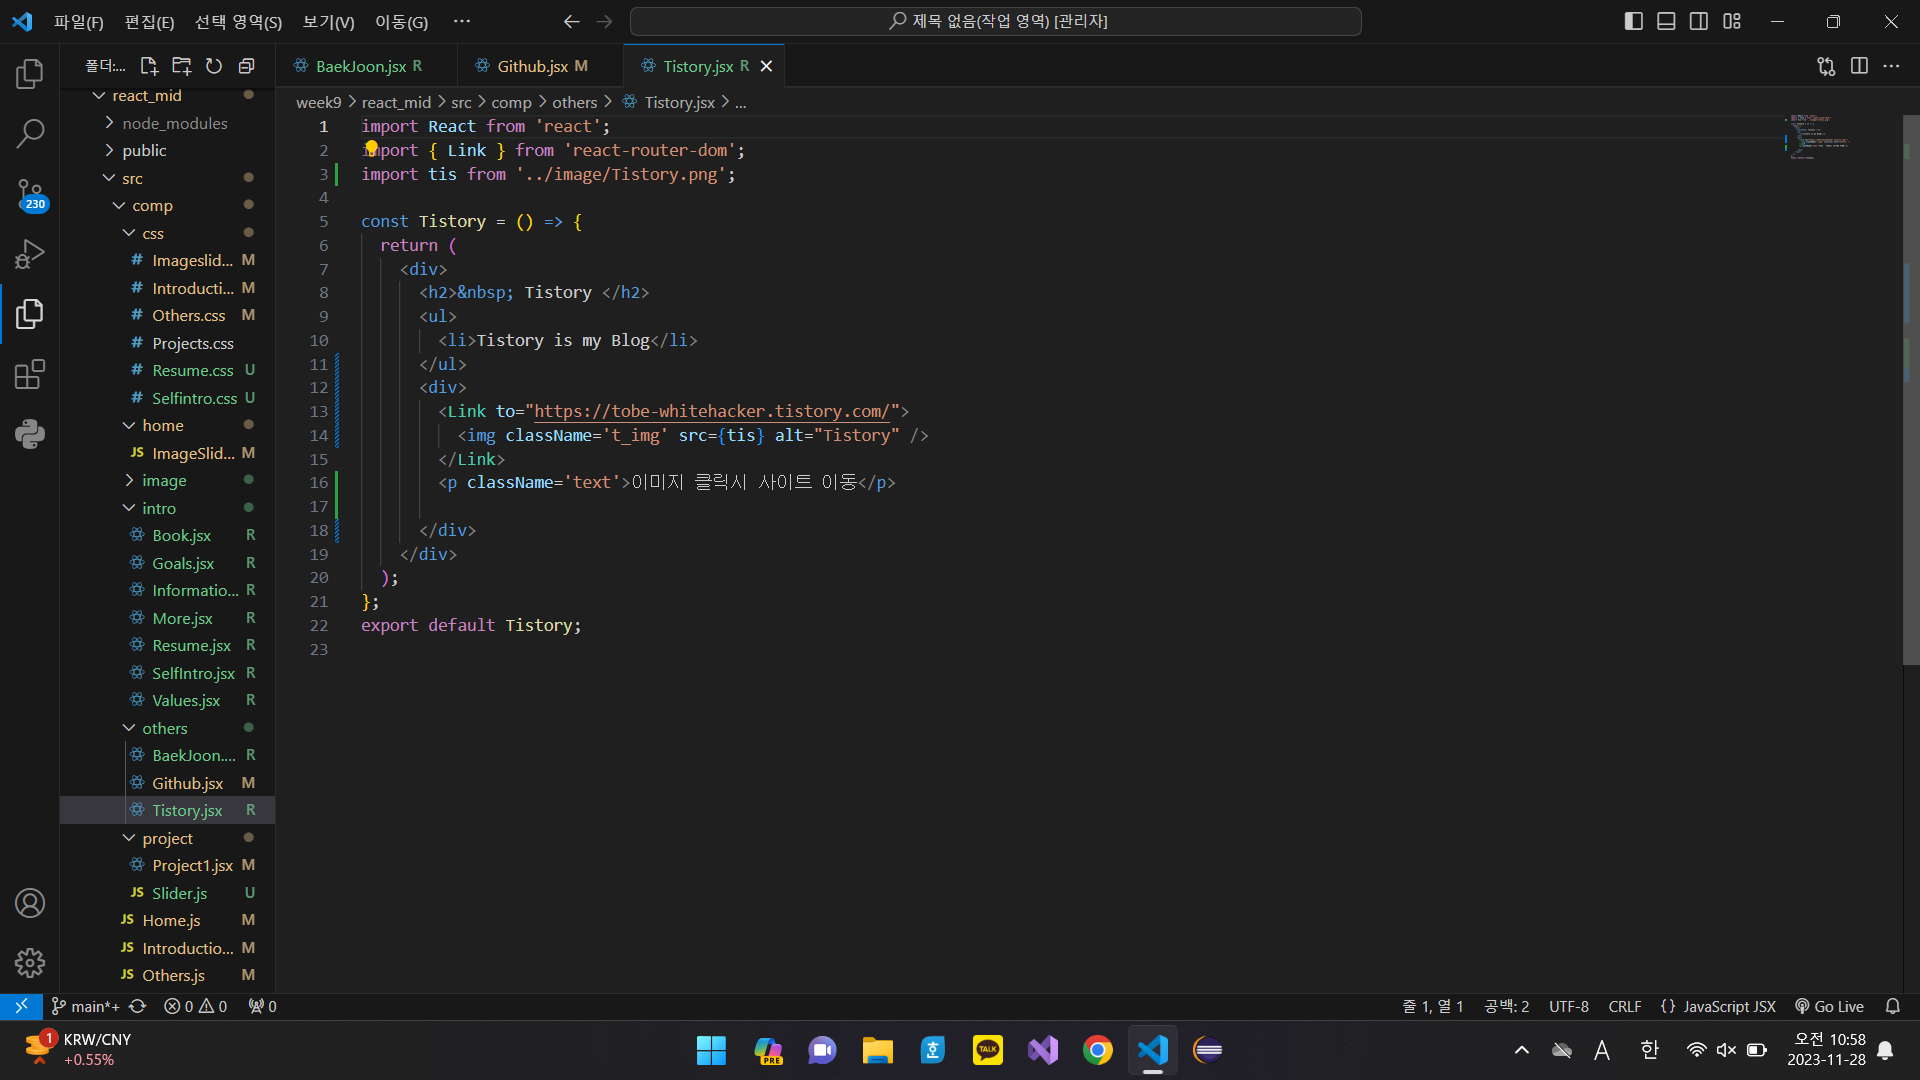 파일(F) 편집(E) 선택 영역(S) 보기(V) 이동(G) ··· 제목 없음(작업 영역) [관리자]
폴더:...
BaekJoon.jsx R Github.jsx M Tistory.jsx R
week9 > react_mid > src > comp > others > Tistory.jsx > ...
react_mid
node_modules
public
src
comp
css
# Imageslid... M
# Introducti... M
# Others.css M
# Projects.css
# Resume.css U
# Selfintro.css U
home
JS ImageSlid... M
image
intro
Book.jsx R
Goals.jsx R
Informatio... R
More.jsx R
Resume.jsx R
SelfIntro.jsx R
Values.jsx R
others
BaekJoon.... R
Github.jsx M
Tistory.jsx R
project
Project1.jsx M
JS Slider.js U
JS Home.js M
JS Introductio... M
JS Others.js M
230
1 import React from 'react';
2 import { Link } from 'react-router-dom';
3 import tis from '../image/Tistory.png';
4
5 const Tistory = () => {
6 return (
7 <div>
8 <h2>&nbsp; Tistory </h2>
9 <ul>
10 <li>Tistory is my Blog</li>
11 </ul>
12 <div>
13 <Link to="https://tobe-whitehacker.tistory.com/">
14 <img className='t_img' src={tis} alt="Tistory" />
15 </Link>
16 <p className='text'>이미지 클릭시 사이트 이동</p>
17
18 </div>
19 </div>
20 );
21 };
22 export default Tistory;
23
main*+ 0 0 0 줄 1, 열 1 공백: 2 UTF-8 CRLF {} JavaScript JSX Go Live
1 KRW/CNY
+0.55%
PRE
TALK
A 한
오전 10:58
2023-11-28